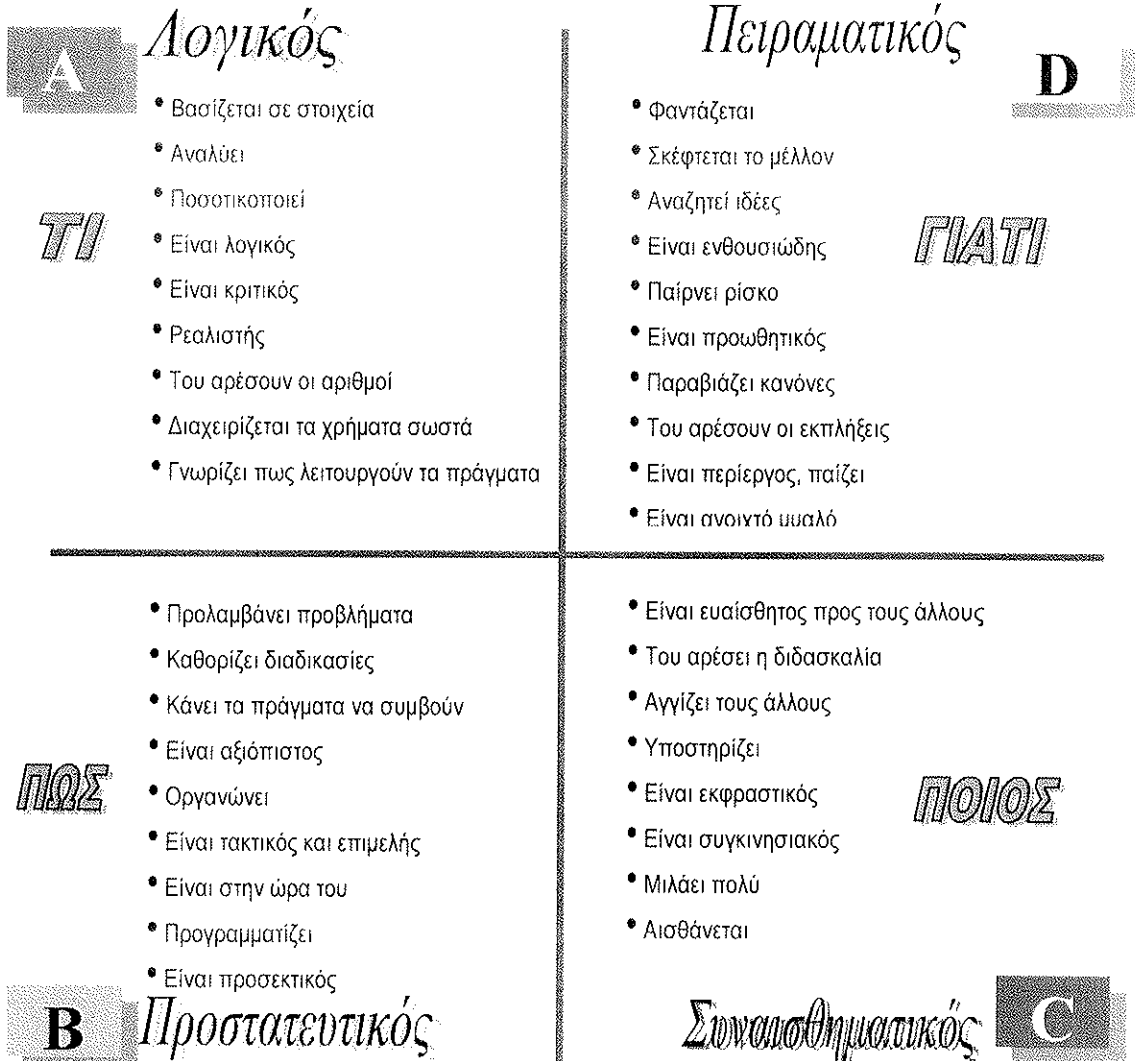 A
Λογικός
• Βασίζεται σε στοιχεία
• Αναλύει
• Ποσοτικοποιεί
• Είναι λογικός
• Είναι κριτικός
• Ρεαλιστής
• Του αρέσουν οι αριθμοί
• Διαχειρίζεται τα χρήματα σωστά
• Γνωρίζει πως λειτουργούν τα πράγματα
ΤΙ
Πειραματικός
D
• Φαντάζεται
• Σκέφτεται το μέλλον
• Αναζητεί ιδέες
• Είναι ενθουσιώδης
• Παίρνει ρίσκο
• Είναι προωθητικός
• Παραβιάζει κανόνες
• Του αρέσουν οι εκπλήξεις
• Είναι περίεργος, παίζει
• Είναι ανοιχτό μυαλό
ΓΙΑΤΙ
• Προλαμβάνει προβλήματα
• Καθορίζει διαδικασίες
• Κάνει τα πράγματα να συμβούν
• Είναι αξιόπιστος
• Οργανώνει
• Είναι τακτικός και επιμελής
• Είναι στην ώρα του
• Προγραμματίζει
• Είναι προσεκτικός
ΠΩΣ
B
Προστατευτικός
• Είναι ευαίσθητος προς τους άλλους
• Του αρέσει η διδασκαλία
• Αγγίζει τους άλλους
• Υποστηρίζει
• Είναι εκφραστικός
• Είναι συγκινησιακός
• Μιλάει πολύ
• Αισθάνεται
ΠΟΙΟΣ
Συναισθηματικός
C